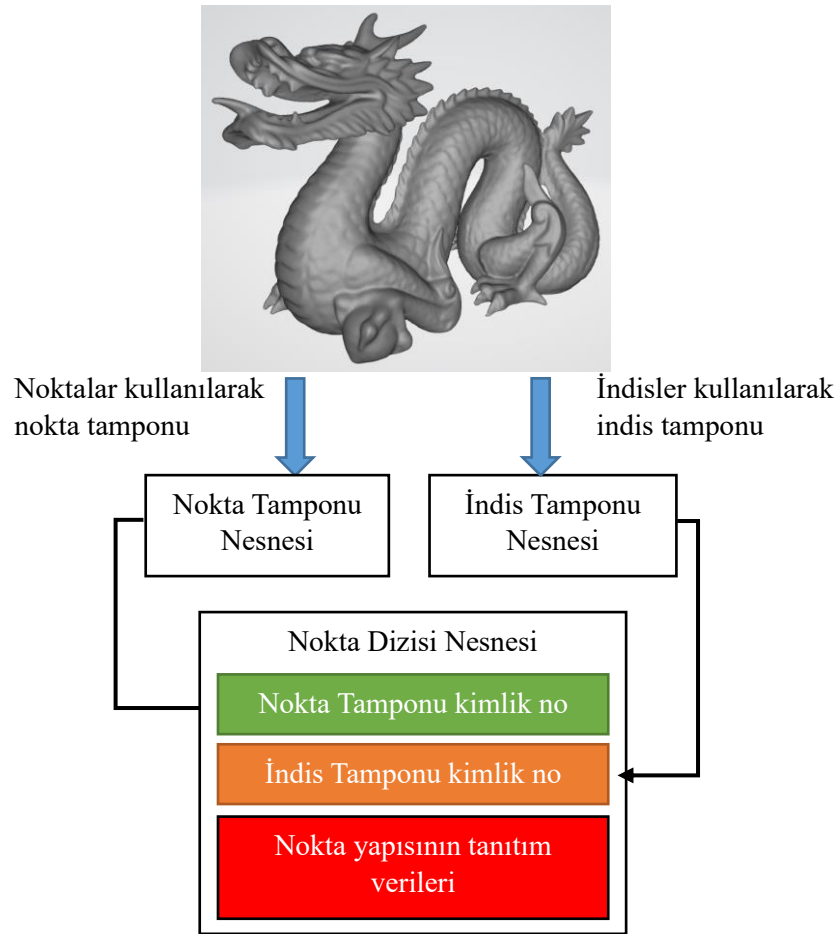 Noktalar kullanılarak
nokta tamponu
İndisler kullanılarak
indis tamponu
Nokta Tamponu
Nesnesi
İndis Tamponu
Nesnesi
Nokta Dizisi Nesnesi
Nokta Tamponu kimlik no
İndis Tamponu kimlik no
Nokta yapısının tanıtım
verileri